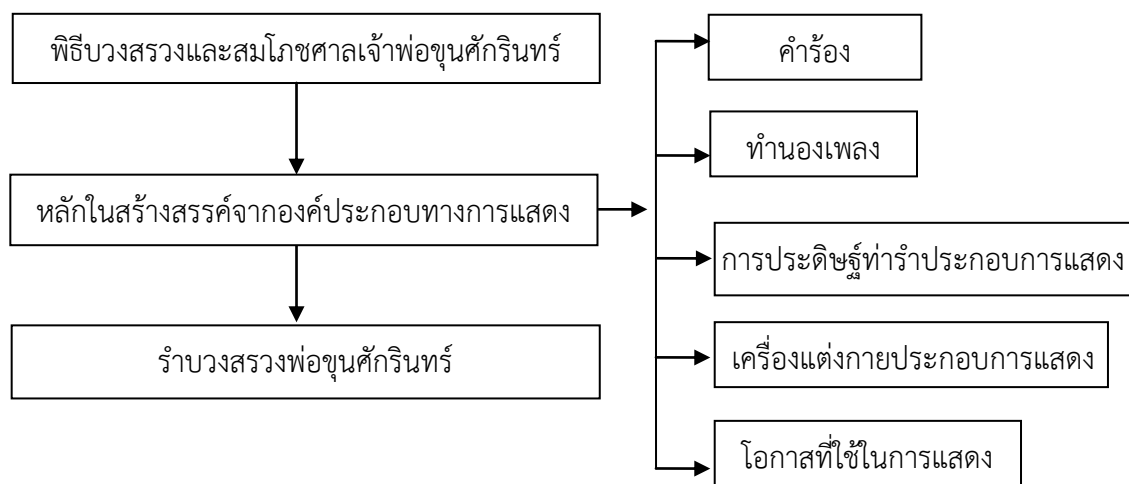 พิธีบวงสรวงและสมโภชศาลเจ้าพ่อขุนศักรินทร์
หลักในสร้างสรรค์จากองค์ประกอบทางการแสดง
รำบวงสรวงพ่อขุนศักรินทร์
คำร้อง
ทำนองเพลง
การประดิษฐ์ท่ารำประกอบการแสดง
เครื่องแต่งกายประกอบการแสดง
โอกาสที่ใช้ในการแสดง